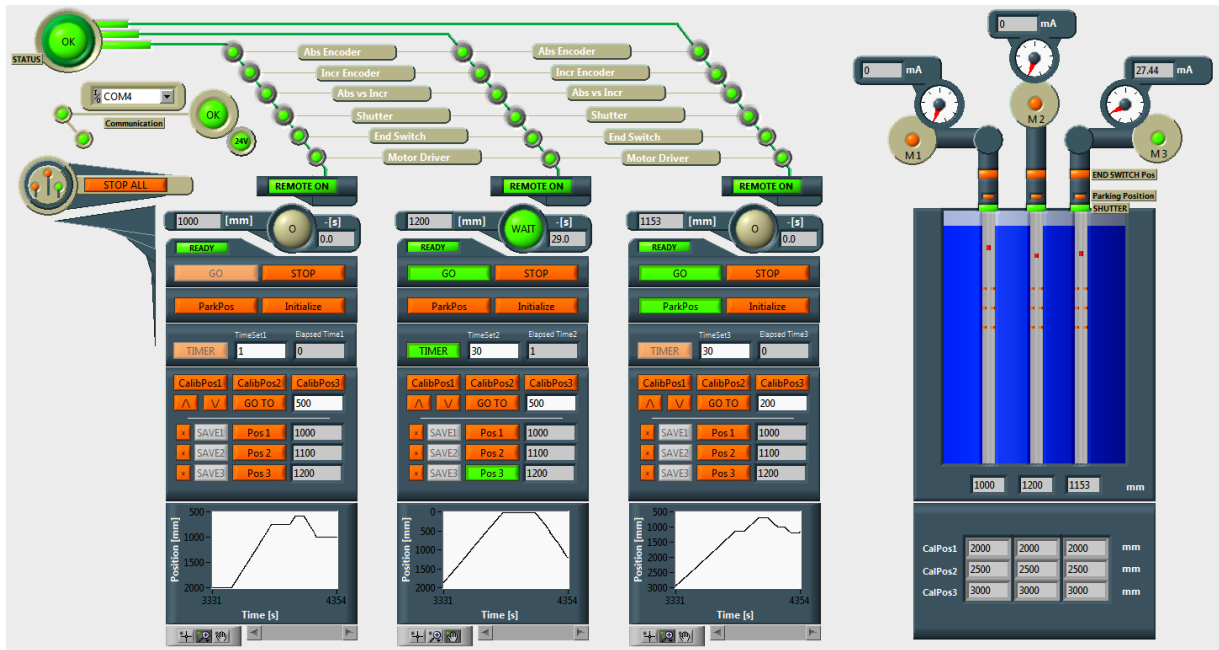 OK
STATUS
I/O COM4
Communication
OK
24V
STOP ALL
Abs Encoder
Incr Encoder
Abs vs Incr
Shutter
End Switch
Motor Driver
Abs Encoder
Incr Encoder
Abs vs Incr
Shutter
End Switch
Motor Driver
REMOTE ON
1000 [mm] O -[s]
0.0
READY
GO STOP
ParkPos Initialize
TimeSet1 Elapsed Time1
TIMER 1 0
CalibPos1 CalibPos2 CalibPos3
/\ \/ GO TO 500
* SAVE1 Pos 1 1000
* SAVE2 Pos 2 1100
* SAVE3 Pos 3 1200
Position [mm]
500
1000
1500
2000
3331 4354
Time [s]
REMOTE ON
1200 [mm] WAIT -[s]
29.0
READY
GO STOP
ParkPos Initialize
TimeSet2 Elapsed Time2
TIMER 30 1
CalibPos1 CalibPos2 CalibPos3
/\ \/ GO TO 500
* SAVE1 Pos 1 1000
* SAVE2 Pos 2 1100
* SAVE3 Pos 3 1200
Position [mm]
0
500
1000
1500
2000
3331 4354
Time [s]
REMOTE ON
1153 [mm] O -[s]
0.0
READY
GO STOP
ParkPos Initialize
TimeSet3 Elapsed Time3
TIMER 30 0
CalibPos1 CalibPos2 CalibPos3
/\ \/ GO TO 200
* SAVE1 Pos 1 1000
* SAVE2 Pos 2 1100
* SAVE3 Pos 3 1200
Position [mm]
500
1000
1500
2000
2500
3000
3331 4354
Time [s]
0 mA
0 mA
27.44 mA
M1
M2
M3
END SWITCH Pos
Parking Position
SHUTTER
1000 1200 1153 mm
CalPos1 2000 2000 2000 mm
CalPos2 2500 2500 2500 mm
CalPos3 3000 3000 3000 mm